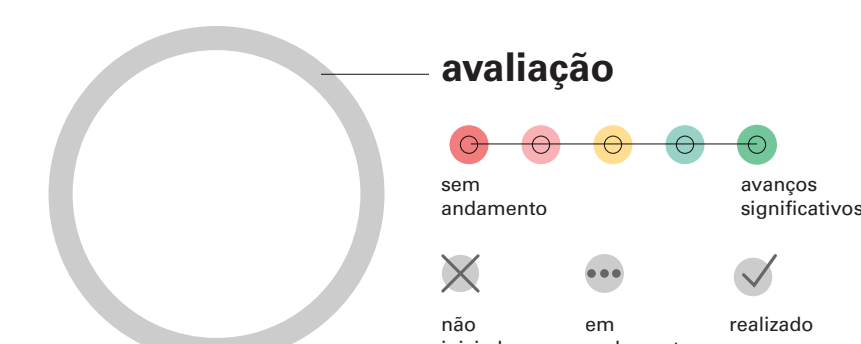 avaliação
sem
andamento
avanços
significativos
não
em
realizado